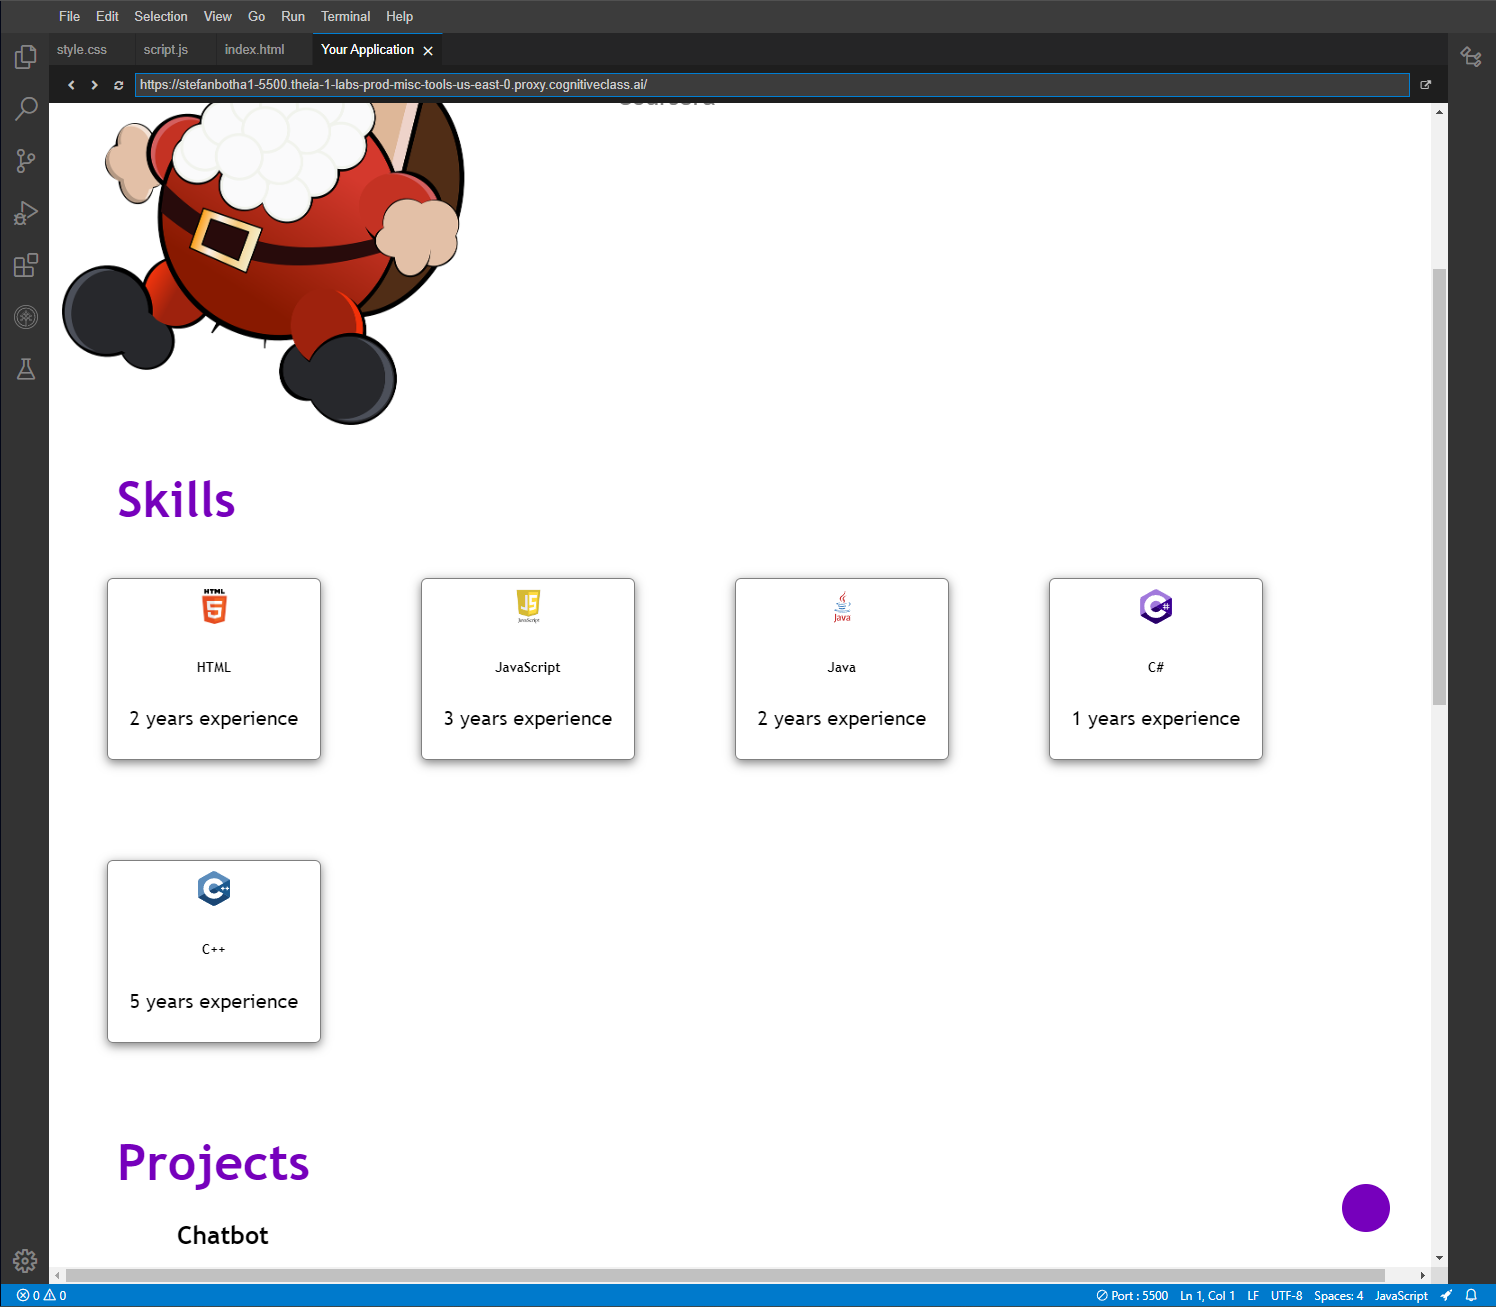 File Edit Selection View Go Run Terminal Help
style.css script.js index.html Your Application
https://stefanbotha1-5500.theia-1-labs-prod-misc-tools-us-east-0.proxy.cognitiveclass.ai/
Skills
HTML
5
JS
JavaScript
Java
C#
HTML JavaScript Java C#
2 years experience 3 years experience 2 years experience 1 years experience
C++
C++
5 years experience
Projects
Chatbot
0 0 Port : 5500 Ln 1, Col 1 LF UTF-8 Spaces: 4 JavaScript